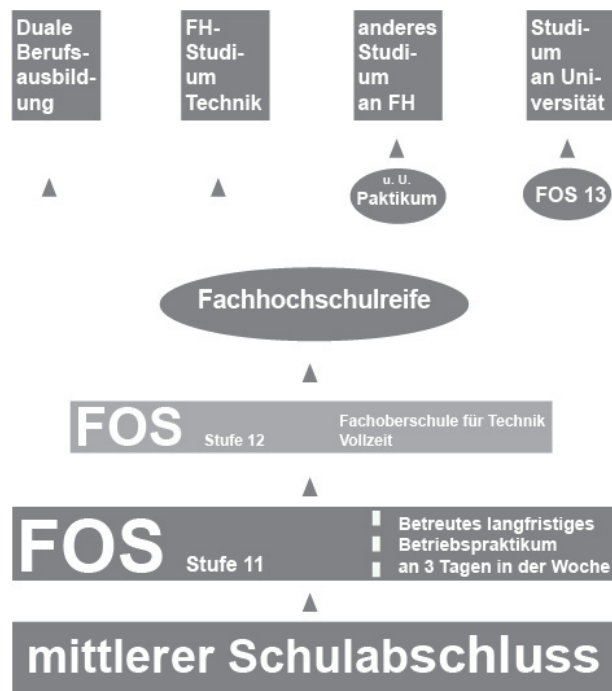 Duale
Berufs-
ausbild-
ung
FH-
Studi-
um
Technik
anderes
Studi-
um
an FH
Studi-
um
an Uni-
versität
u. U.
Paktikum
FOS 13
Fachhochschulreife
FOS Stufe 12
Fachoberschule für Technik
Vollzeit
FOS Stufe 11
Betreutes langfristiges
Betriebspraktikum
an 3 Tagen in der Woche
mittlerer Schulabschluss